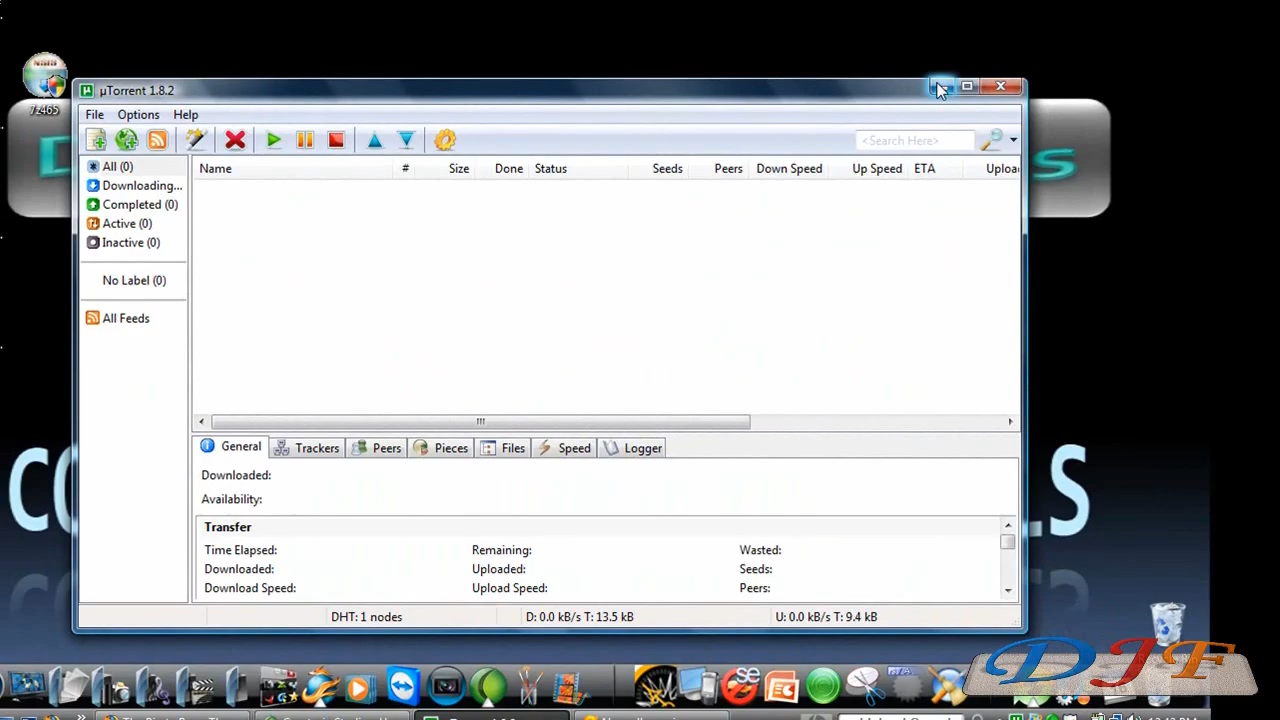 7z465
µTorrent 1.8.2
File Options Help
<Search Here>
All (0)
Downloading...
Completed (0)
Active (0)
Inactive (0)
No Label (0)
All Feeds
Name # Size Done Status Seeds Peers Down Speed Up Speed ETA Uploa
General Trackers Peers Pieces Files Speed Logger
Downloaded:
Availability:
Transfer
Time Elapsed: Remaining: Wasted:
Downloaded: Uploaded: Seeds:
Download Speed: Upload Speed: Peers:
DHT: 1 nodes D: 0.0 kB/s T: 13.5 kB U: 0.0 kB/s T: 9.4 kB
DJF